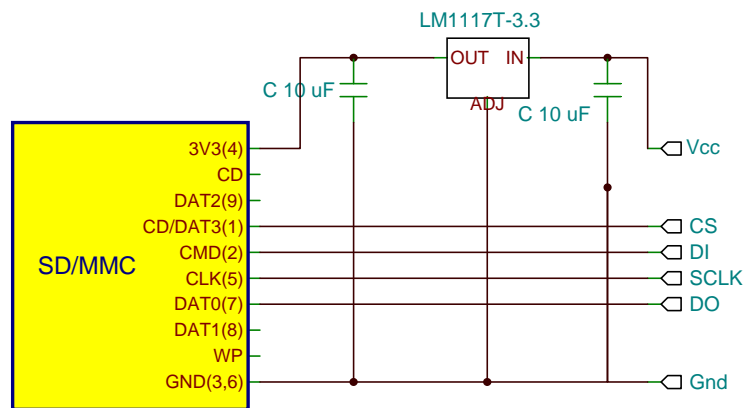 LM1117T-3.3
OUT IN
ADJ
C 10 uF
C 10 uF
SD/MMC
3V3(4)
CD
DAT2(9)
CD/DAT3(1)
CMD(2)
CLK(5)
DAT0(7)
DAT1(8)
WP
GND(3,6)
Vcc
CS
DI
SCLK
DO
Gnd